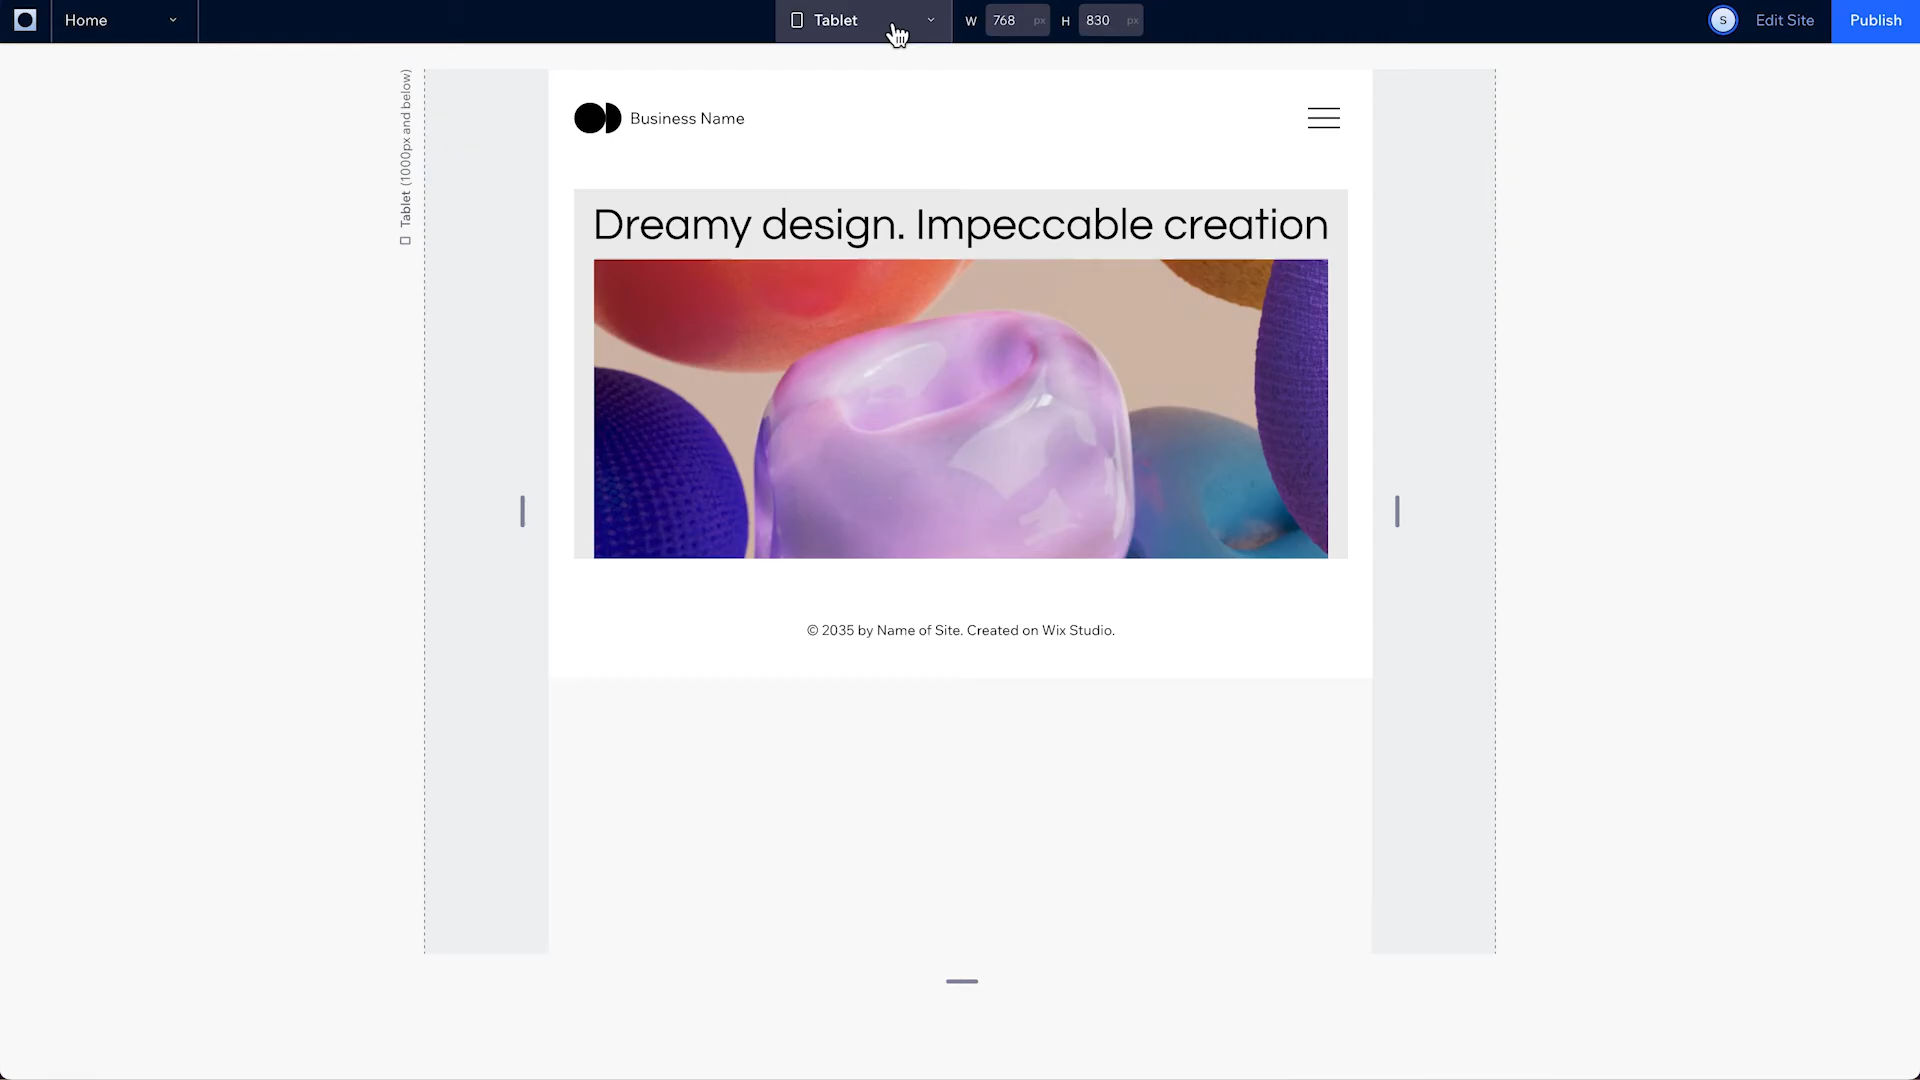 Home
Tablet
W 768 px H 830 px
S
Edit Site
Publish
Tablet (1000px and below)
Business Name
Dreamy design. Impeccable creation
© 2035 by Name of Site. Created on Wix Studio.